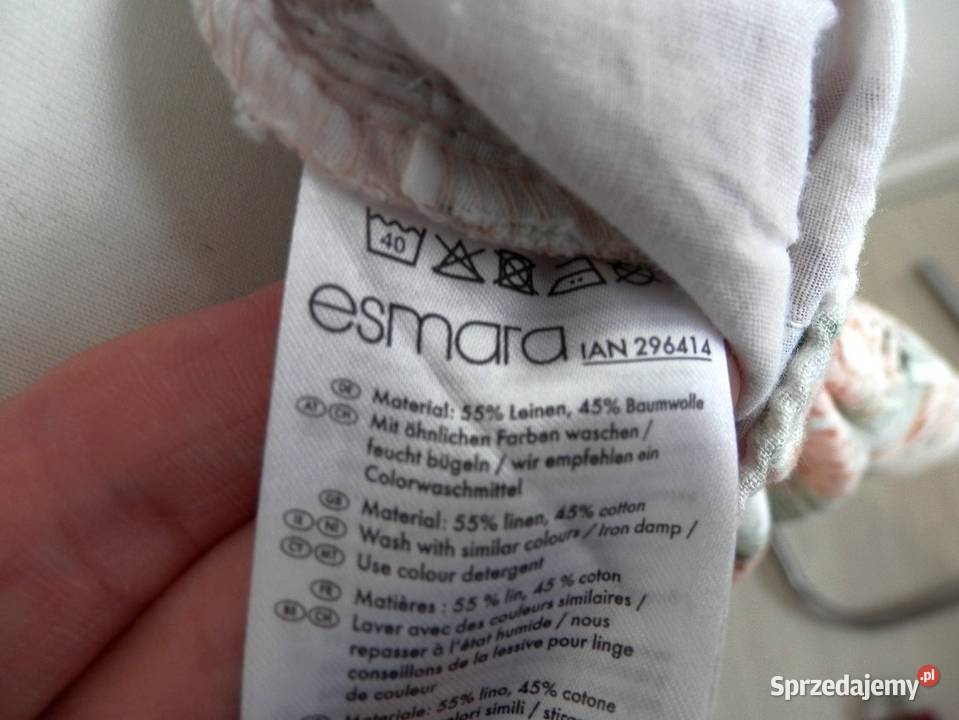 40
esmara IAN 296414
DE Material: 55% Leinen, 45% Baumwolle
AT CH Mit ähnlichen Farben waschen /
feucht bügeln / wir empfehlen ein
Colorwaschmittel
GB Material: 55% linen, 45% cotton
IE NI Wash with similar colours / Iron damp /
CY MT Use colour detergent
FR Matières : 55 % lin, 45 % coton
BE CH Laver avec des couleurs similaires /
repasser à l'état humide / nous
conseillons de la lessive pour linge
de couleur
Materiale: 55% lino, 45% cotone
colori simili /
Sprzedajemy.pl